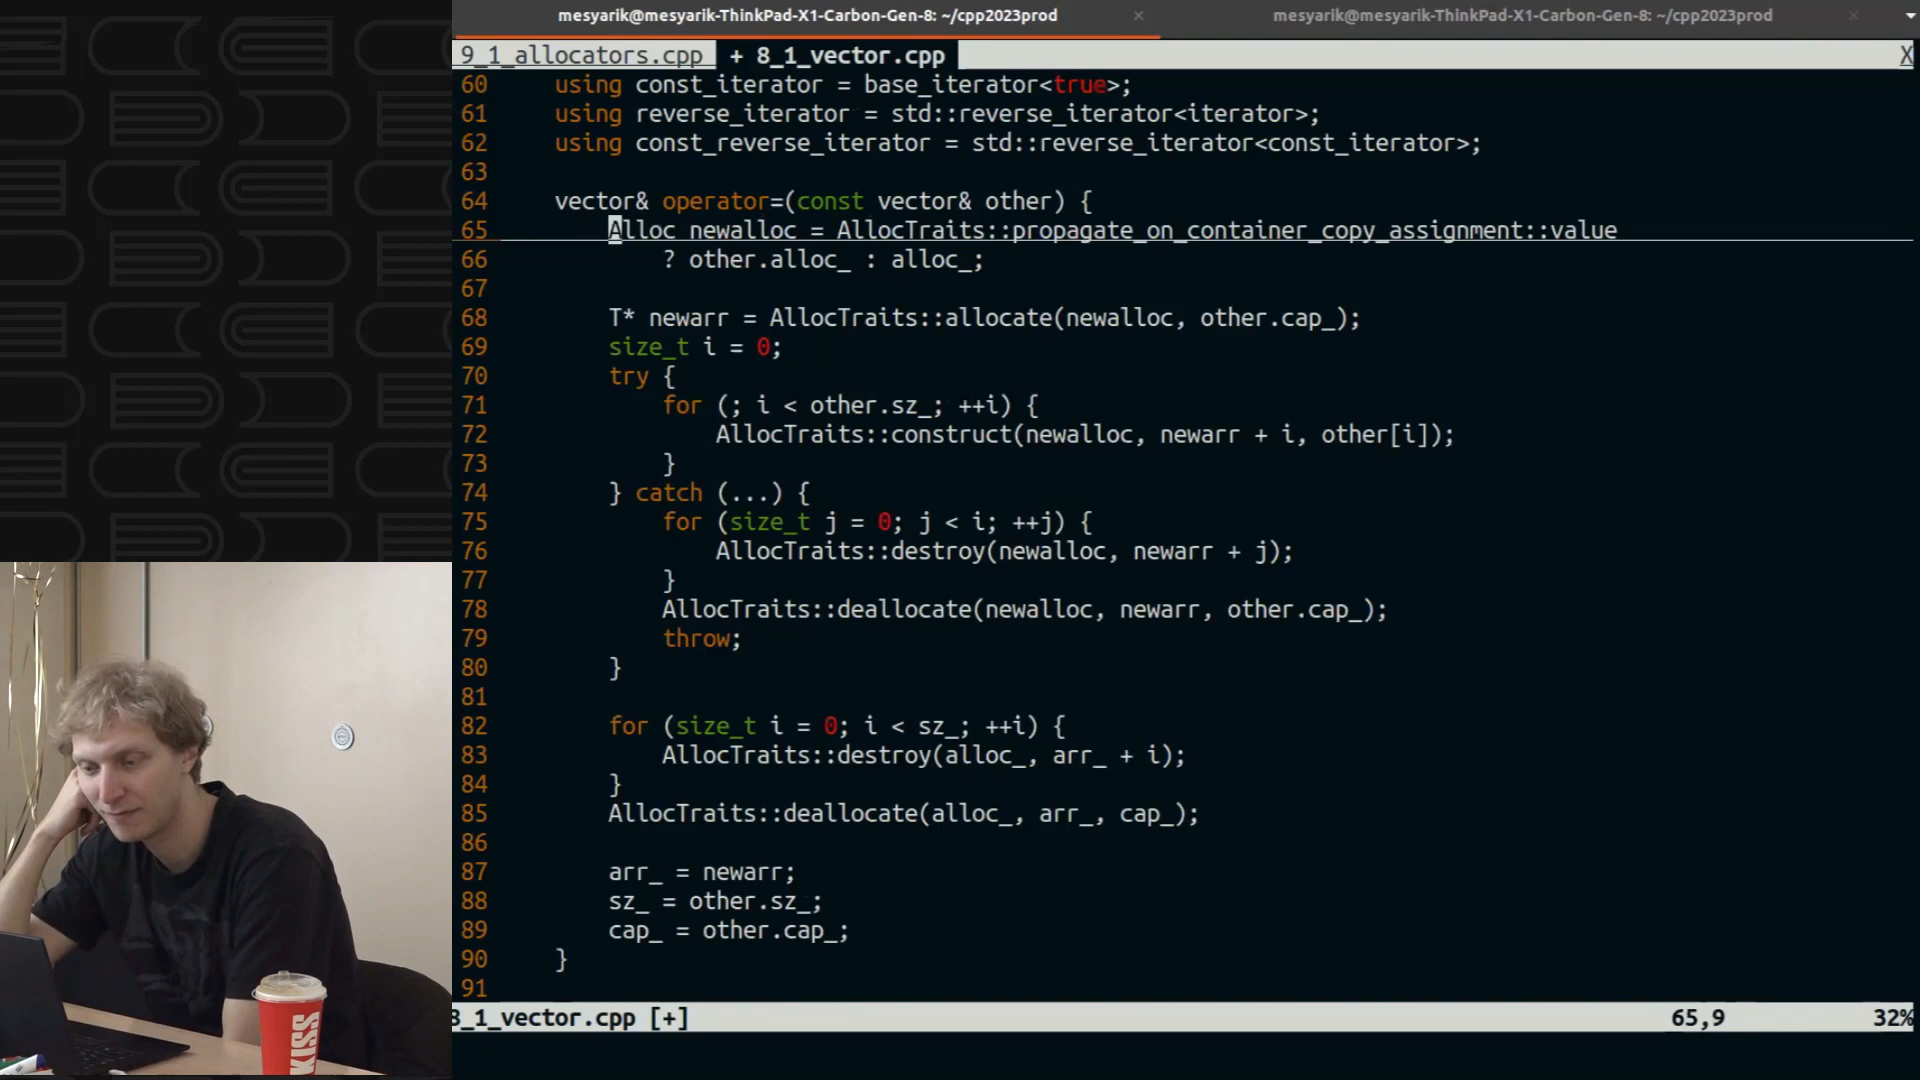 mesyarik@mesyarik-ThinkPad-X1-Carbon-Gen-8: ~/cpp2023prod × mesyarik@mesyarik-ThinkPad-X1-Carbon-Gen-8: ~/cpp2023prod ×
9_1_allocators.cpp + 8_1_vector.cpp X
60 using const_iterator = base_iterator<true>;
61 using reverse_iterator = std::reverse_iterator<iterator>;
62 using const_reverse_iterator = std::reverse_iterator<const_iterator>;
63
64 vector& operator=(const vector& other) {
65 Alloc newalloc = AllocTraits::propagate_on_container_copy_assignment::value
66 ? other.alloc_ : alloc_;
67
68 T* newarr = AllocTraits::allocate(newalloc, other.cap_);
69 size_t i = 0;
70 try {
71 for (; i < other.sz_; ++i) {
72 AllocTraits::construct(newalloc, newarr + i, other[i]);
73 }
74 } catch (...) {
75 for (size_t j = 0; j < i; ++j) {
76 AllocTraits::destroy(newalloc, newarr + j);
77 }
78 AllocTraits::deallocate(newalloc, newarr, other.cap_);
79 throw;
80 }
81
82 for (size_t i = 0; i < sz_; ++i) {
83 AllocTraits::destroy(alloc_, arr_ + i);
84 }
85 AllocTraits::deallocate(alloc_, arr_, cap_);
86
87 arr_ = newarr;
88 sz_ = other.sz_;
89 cap_ = other.cap_;
90 }
91
8_1_vector.cpp [+] 65,9 32%
KISS